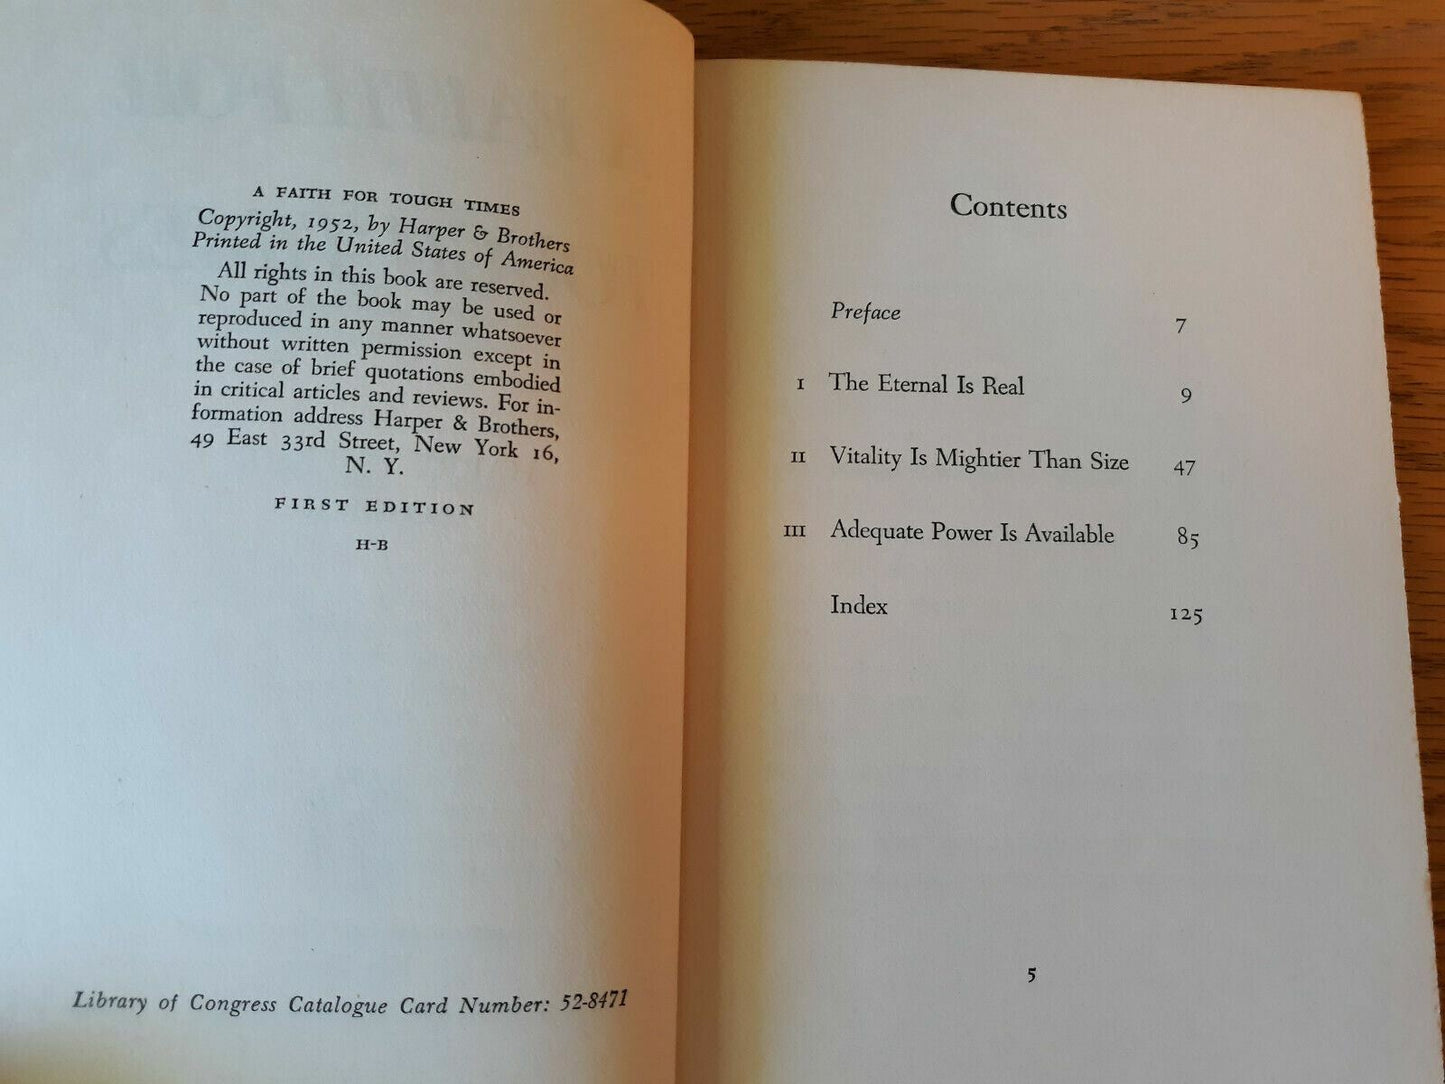 A FAITH FOR TOUGH TIMES
Copyright, 1952, by Harper & Brothers
Printed in the United States of America
All rights in this book are reserved.
No part of the book may be used or
reproduced in any manner whatsoever
without written permission except in
the case of brief quotations embodied
in critical articles and reviews. For in-
formation address Harper & Brothers,
49 East 33rd Street, New York 16,
N. Y.
FIRST EDITION
H-B
Library of Congress Catalogue Card Number: 52-8471
Contents
Preface 7
I The Eternal Is Real 9
II Vitality Is Mightier Than Size 47
III Adequate Power Is Available 85
Index 125
5